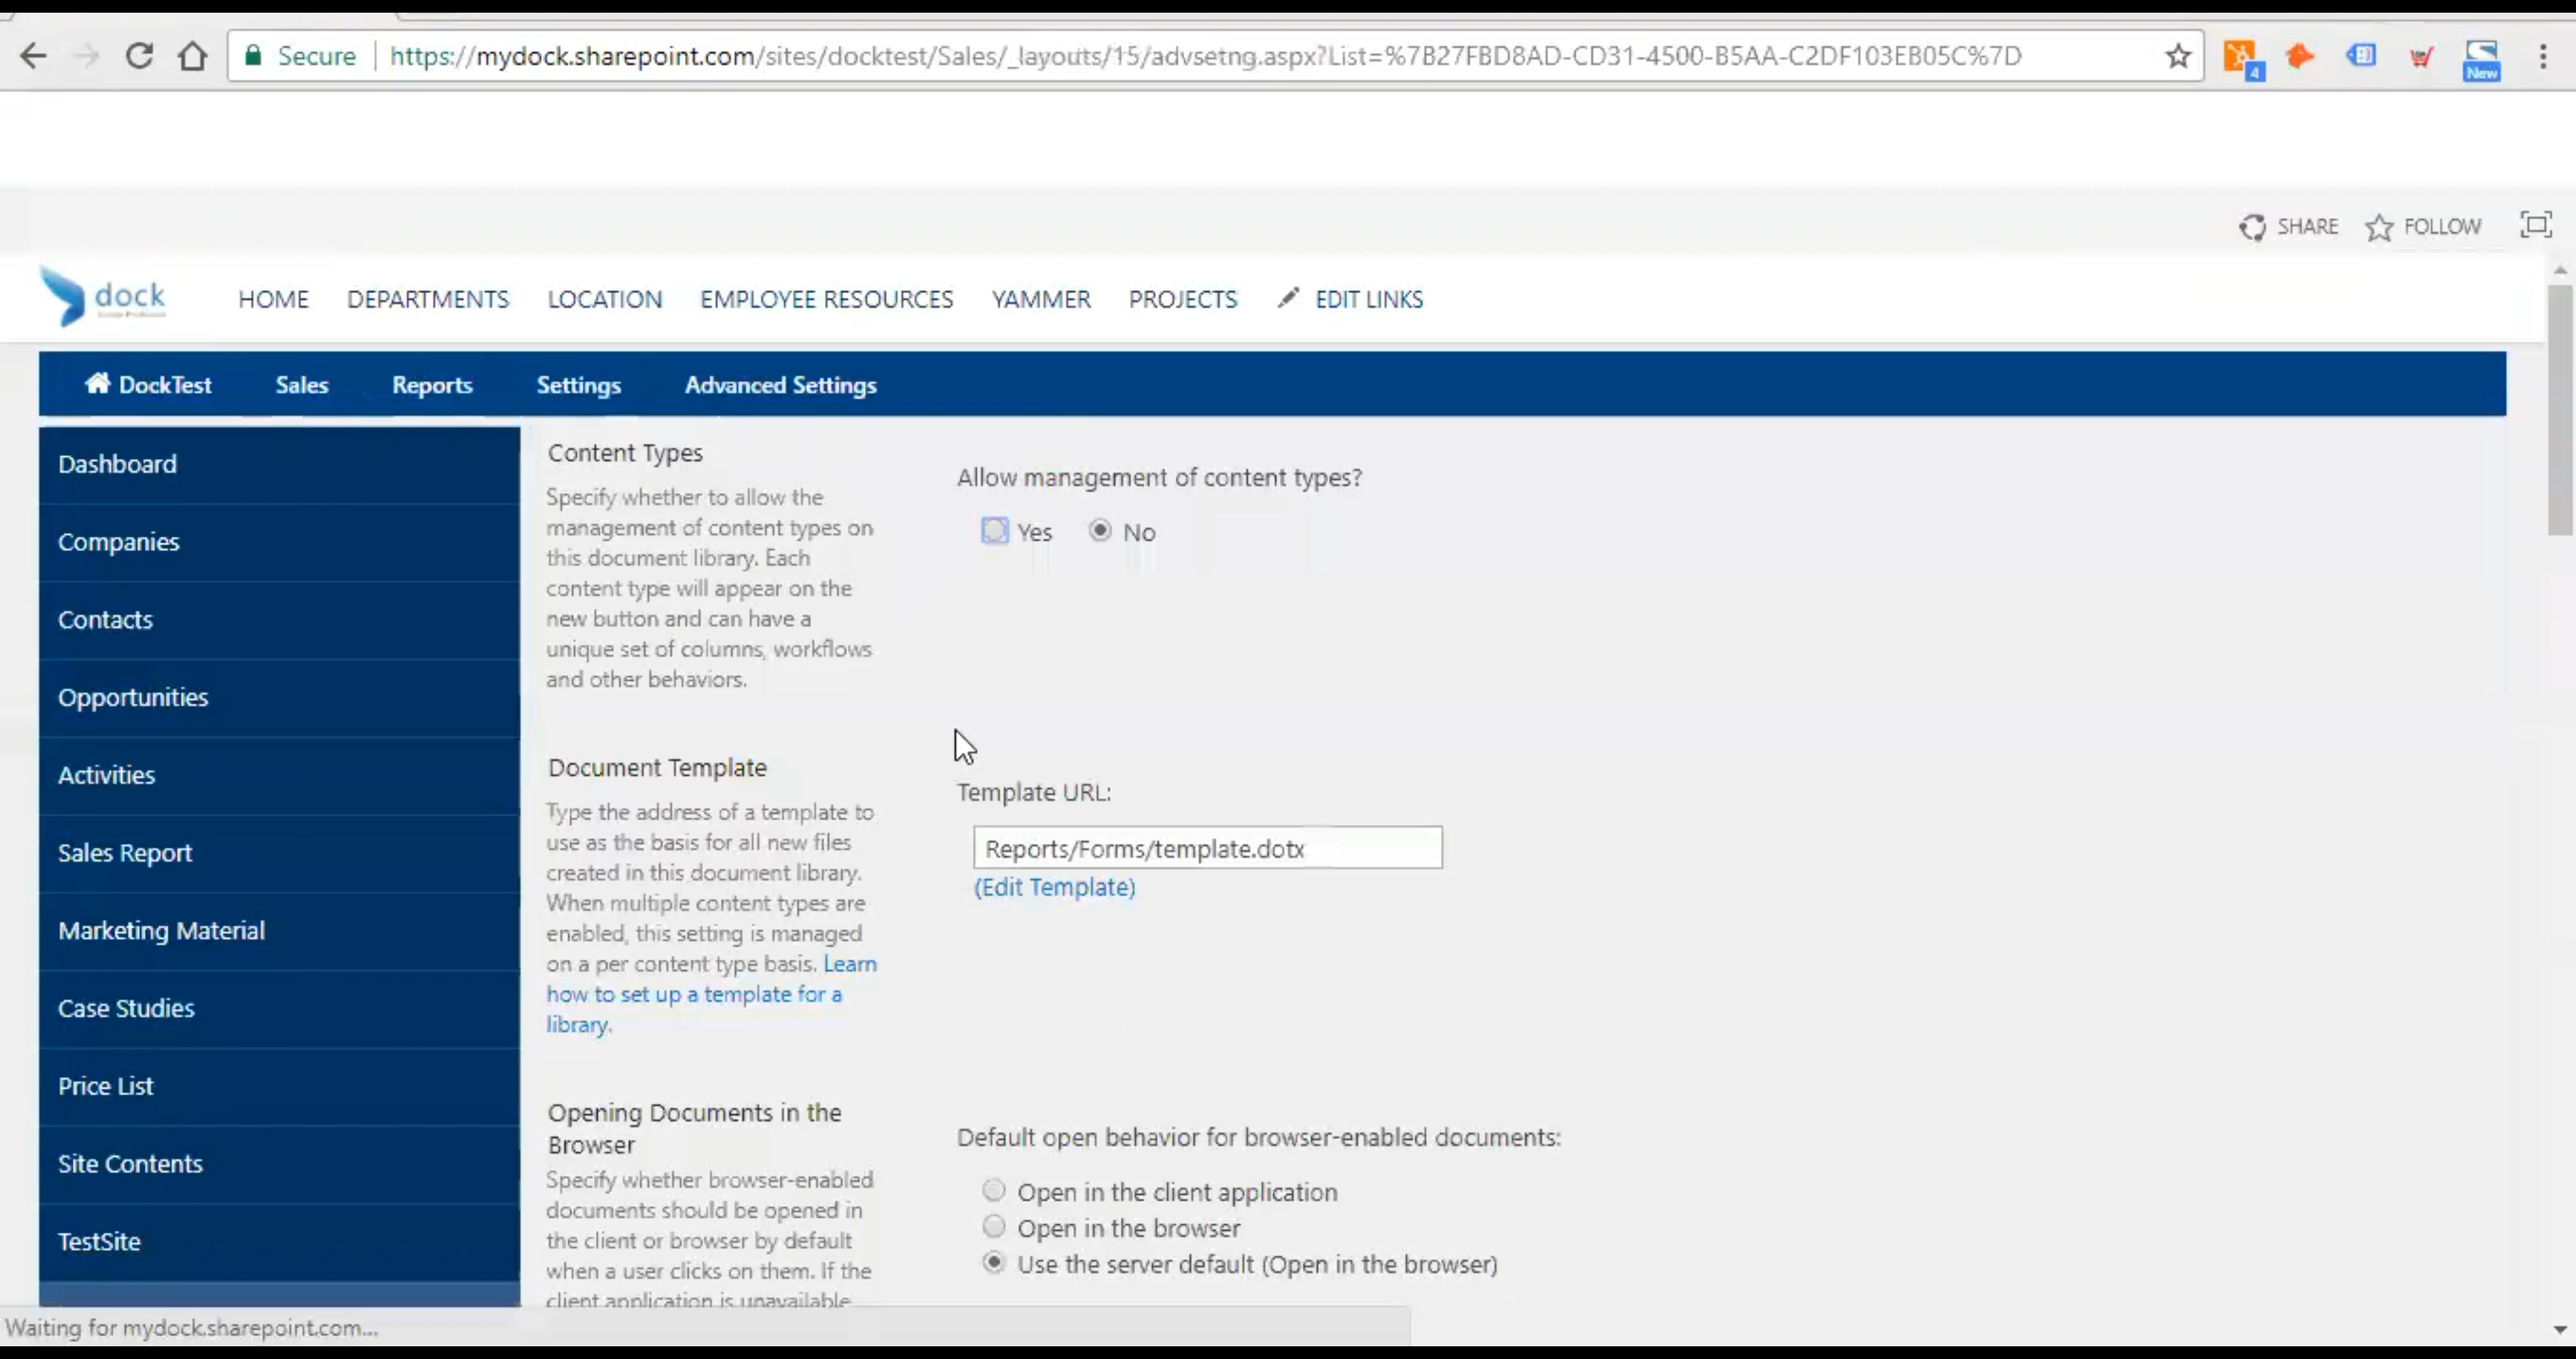 Secure | https://mydock.sharepoint.com/sites/docktest/Sales/_layouts/15/advsetng.aspx?List=%7B27FBD8AD-CD31-4500-B5AA-C2DF103EB05C%7D
4
New
SHARE FOLLOW
dock
HOME DEPARTMENTS LOCATION EMPLOYEE RESOURCES YAMMER PROJECTS EDIT LINKS
DockTest Sales Reports Settings Advanced Settings
Dashboard
Companies
Contacts
Opportunities
Activities
Sales Report
Marketing Material
Case Studies
Price List
Site Contents
TestSite
Content Types
Specify whether to allow the
management of content types on
this document library. Each
content type will appear on the
new button and can have a
unique set of columns, workflows
and other behaviors.
Allow management of content types?
Yes No
Document Template
Type the address of a template to
use as the basis for all new files
created in this document library.
When multiple content types are
enabled, this setting is managed
on a per content type basis. Learn
how to set up a template for a
library.
Template URL:
Reports/Forms/template.dotx
(Edit Template)
Opening Documents in the
Browser
Specify whether browser-enabled
documents should be opened in
the client or browser by default
when a user clicks on them. If the
client application is unavailable
Default open behavior for browser-enabled documents:
Open in the client application
Open in the browser
Use the server default (Open in the browser)
Waiting for mydock.sharepoint.com...